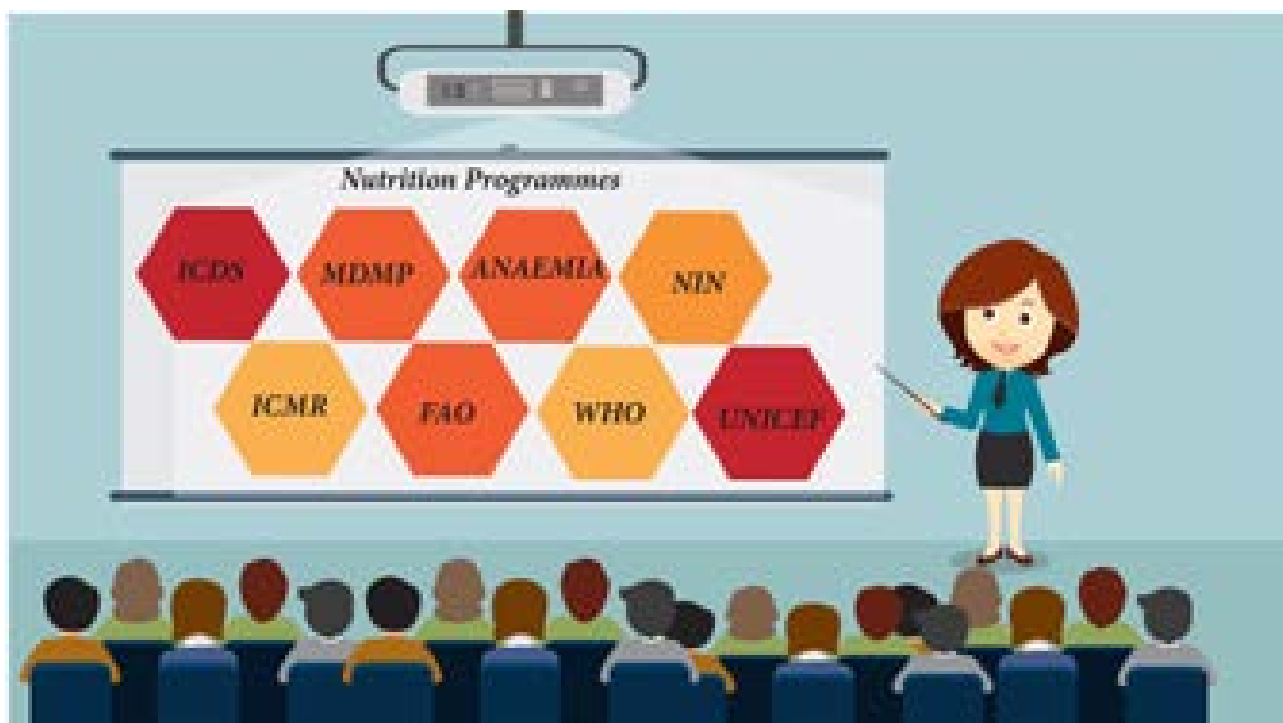 Nutrition Programmes
ICDS MDMP ANAEMIA NIN
ICMR FAO WHO UNICEF